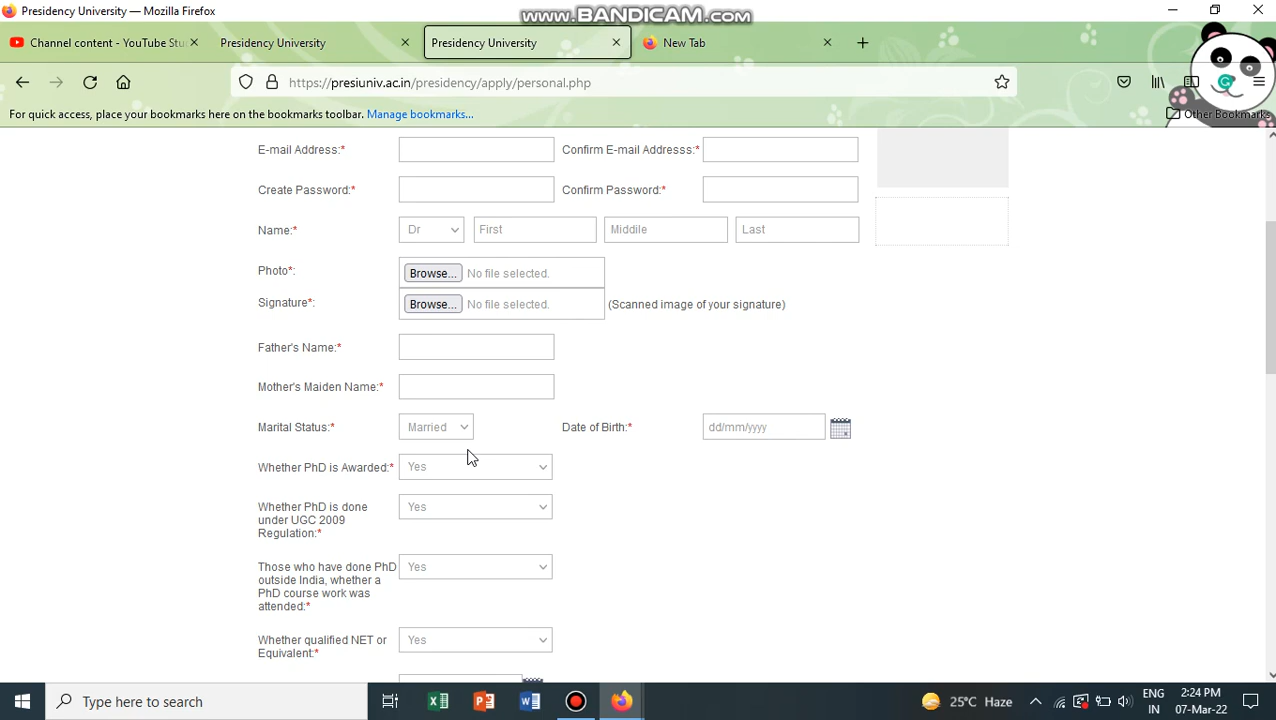 Presidency University — Mozilla Firefox
www.BANDICAM.com
Channel content - YouTube Stu
Presidency University
Presidency University
New Tab
https://presiuniv.ac.in/presidency/apply/personal.php
For quick access, place your bookmarks here on the bookmarks toolbar. Manage bookmarks...
Other Bookmarks
E-mail Address:*
Confirm E-mail Addresss:*
Create Password:*
Confirm Password:*
Name:* Dr First Middile Last
Photo*: Browse... No file selected.
Signature*: Browse... No file selected. (Scanned image of your signature)
Father's Name:*
Mother's Maiden Name:*
Marital Status:* Married Date of Birth:* dd/mm/yyyy
Whether PhD is Awarded:* Yes
Whether PhD is done Yes
under UGC 2009
Regulation:*
Those who have done PhD Yes
outside India, whether a
PhD course work was
attended:*
Whether qualified NET or Yes
Equivalent:*
Type here to search
25°C Haze
ENG
IN
2:24 PM
07-Mar-22